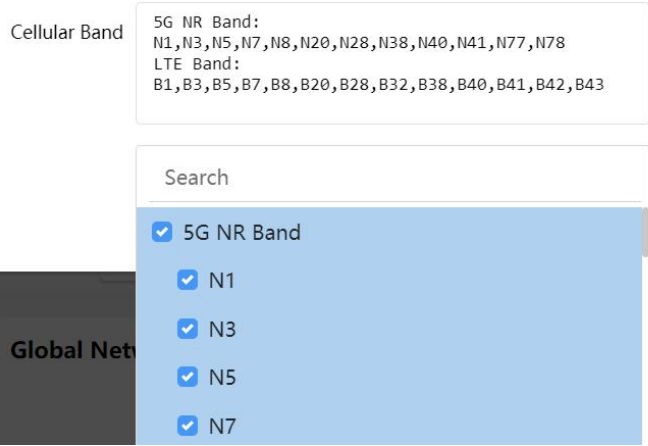 Cellular Band
5G NR Band:
N1,N3,N5,N7,N8,N20,N28,N38,N40,N41,N77,N78
LTE Band:
B1,B3,B5,B7,B8,B20,B28,B32,B38,B40,B41,B42,B43
Search
5G NR Band
N1
N3
Global Net
N5
N7